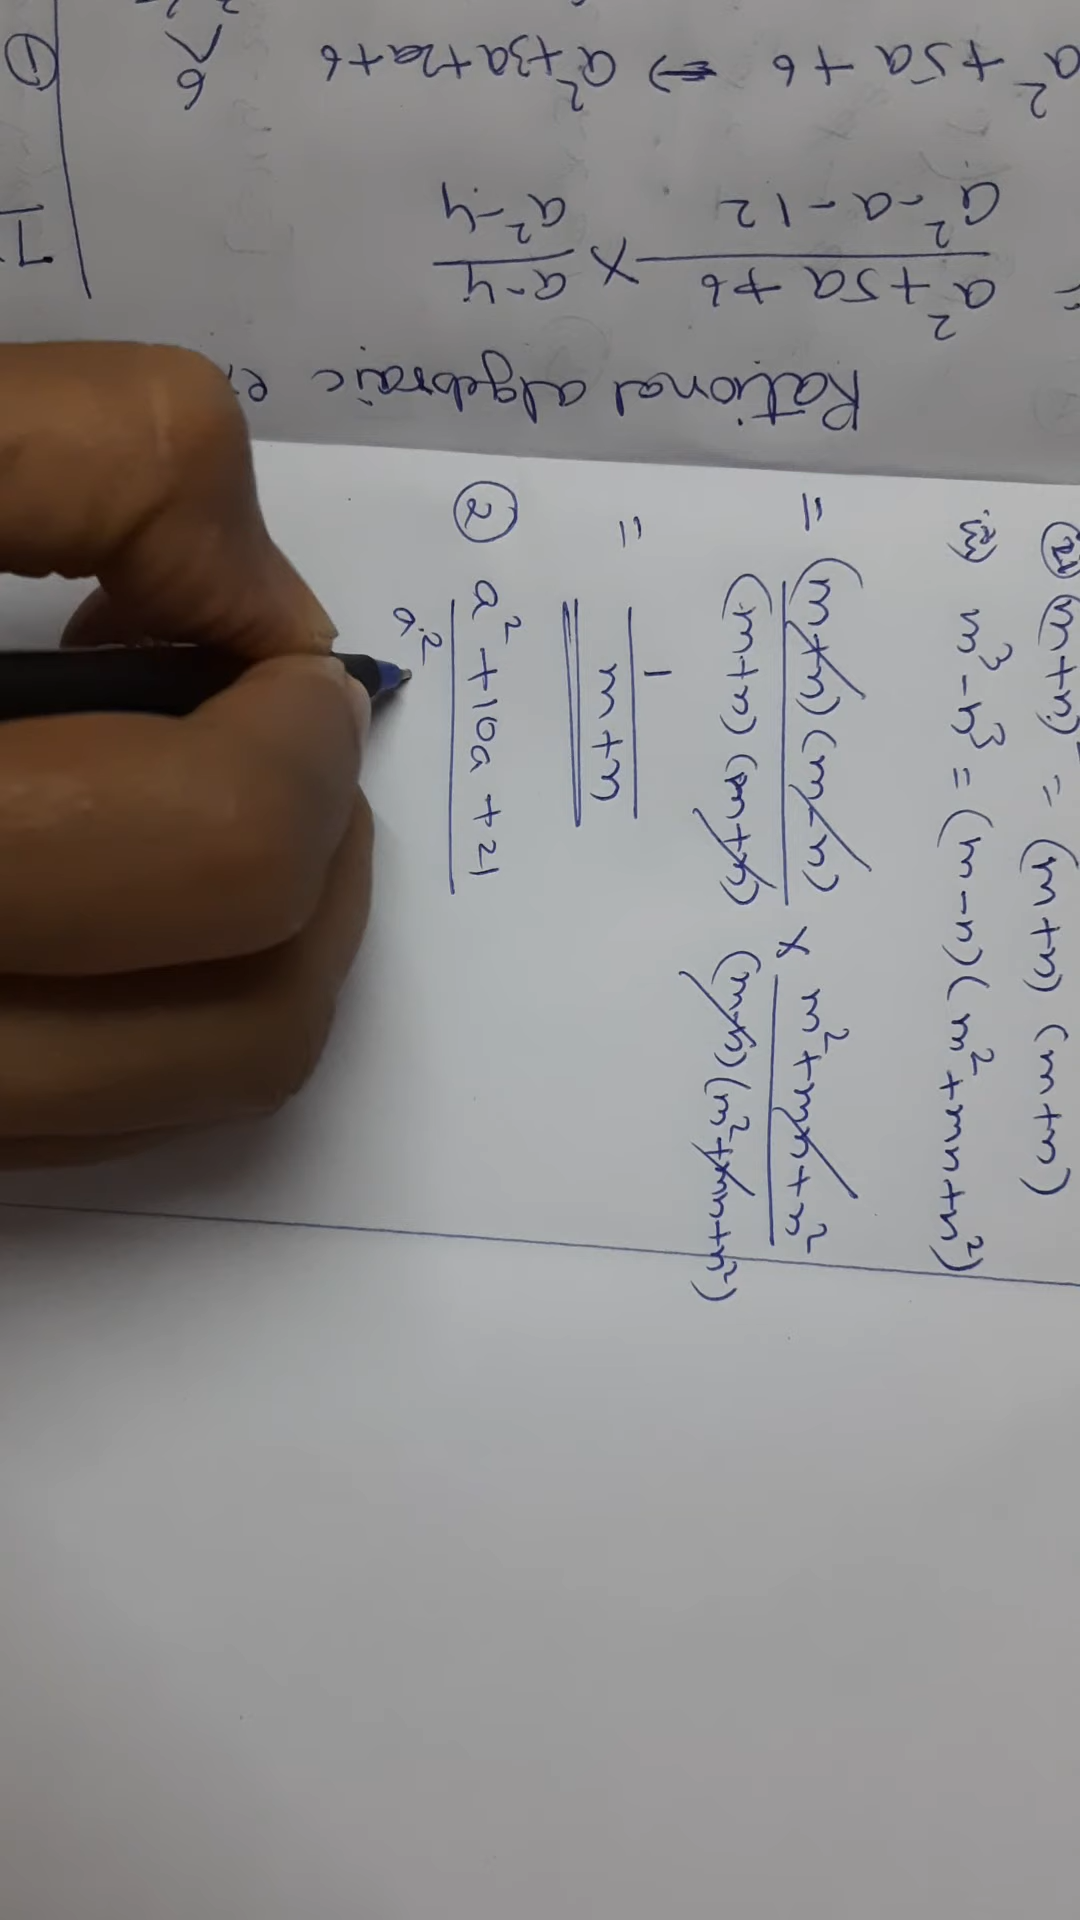 Rational algebraic
a² + 5a + 6 / a² - a - 12 × a - 4 / a² - 4
a² + 5a + 6 ⇒ a² + 3a + 2a + 6
6
①
= (m+n) (m+n)
(ii) m³ - n³ = (m-n) (m² + mn + n²)
= (m+n) (m-n) / (m+n) (m+n) × m² + mn + n² / (m-n) (m² + mn + n²)
= 1 / m+n
② a² + 10a + 21 / a²